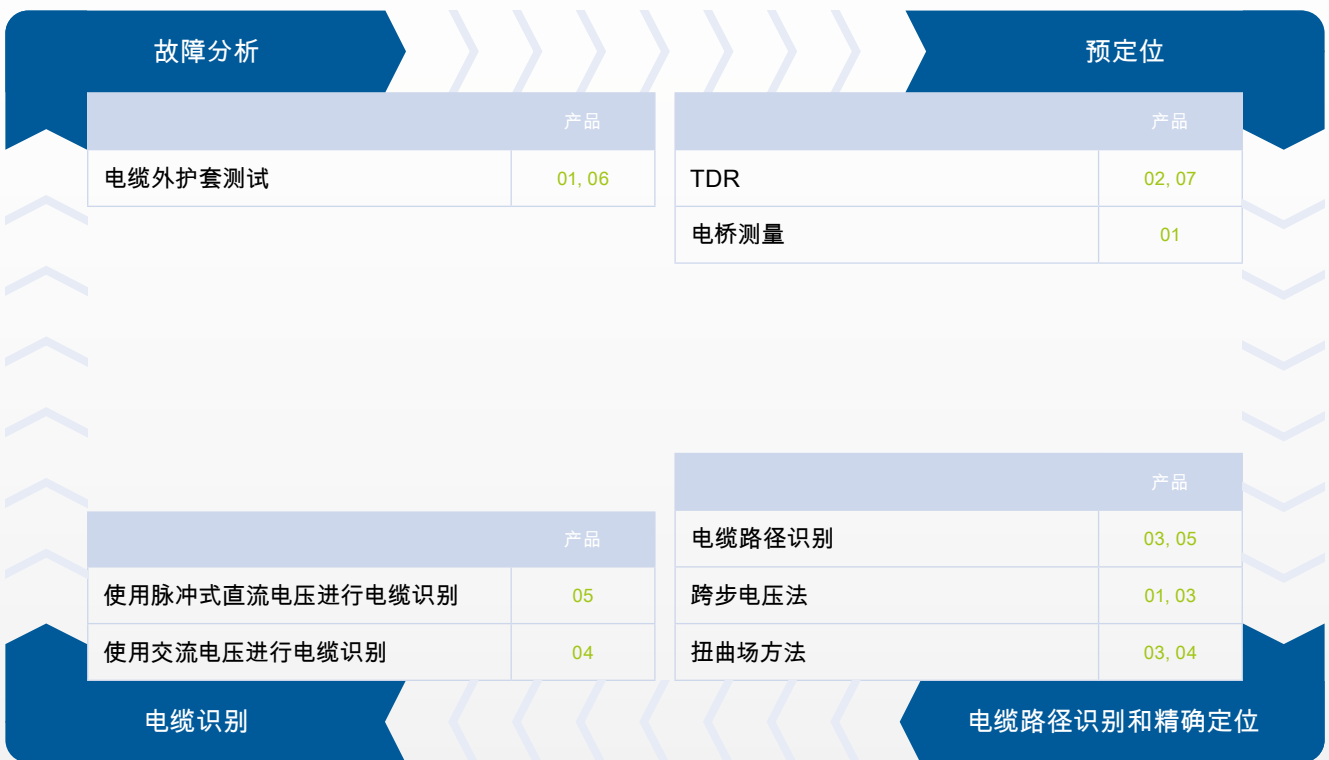 故障分析
预定位
产品
电缆外护套测试 01, 06
产品
TDR 02, 07
电桥测量 01
产品
使用脉冲式直流电压进行电缆识别 05
使用交流电压进行电缆识别 04
产品
电缆路径识别 03, 05
跨步电压法 01, 03
扭曲场方法 03, 04
电缆识别
电缆路径识别和精确定位